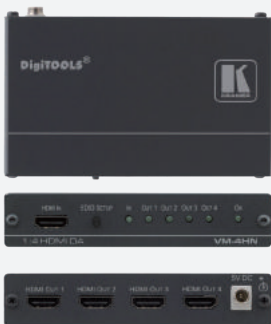 DigiTOOLS®
K
KRAMER
HDMI In EDID SETUP In Out 1 Out 2 Out 3 Out 4 On
1:4 HDMI DA VM-4HN
HDMI Out 1 HDMI Out 2 HDMI Out 3 HDMI Out 4 5V DC